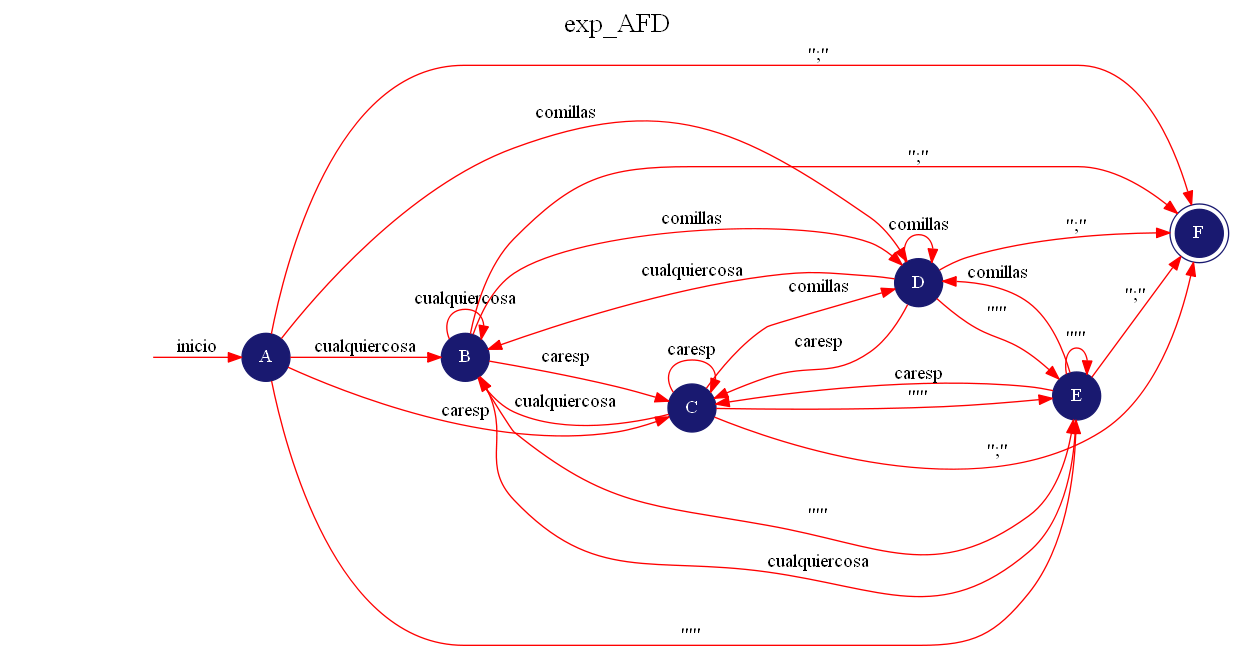 exp_AFD
";"
comillas
";"
comillas
comillas
";"
F
cualquiercosa
comillas
D
comillas
cualquiercosa
"""
";"
inicio
A
cualquiercosa
B
caresp
caresp
caresp
"""
caresp
"""
E
cualquiercosa
C
caresp
";"
"""
cualquiercosa
"""